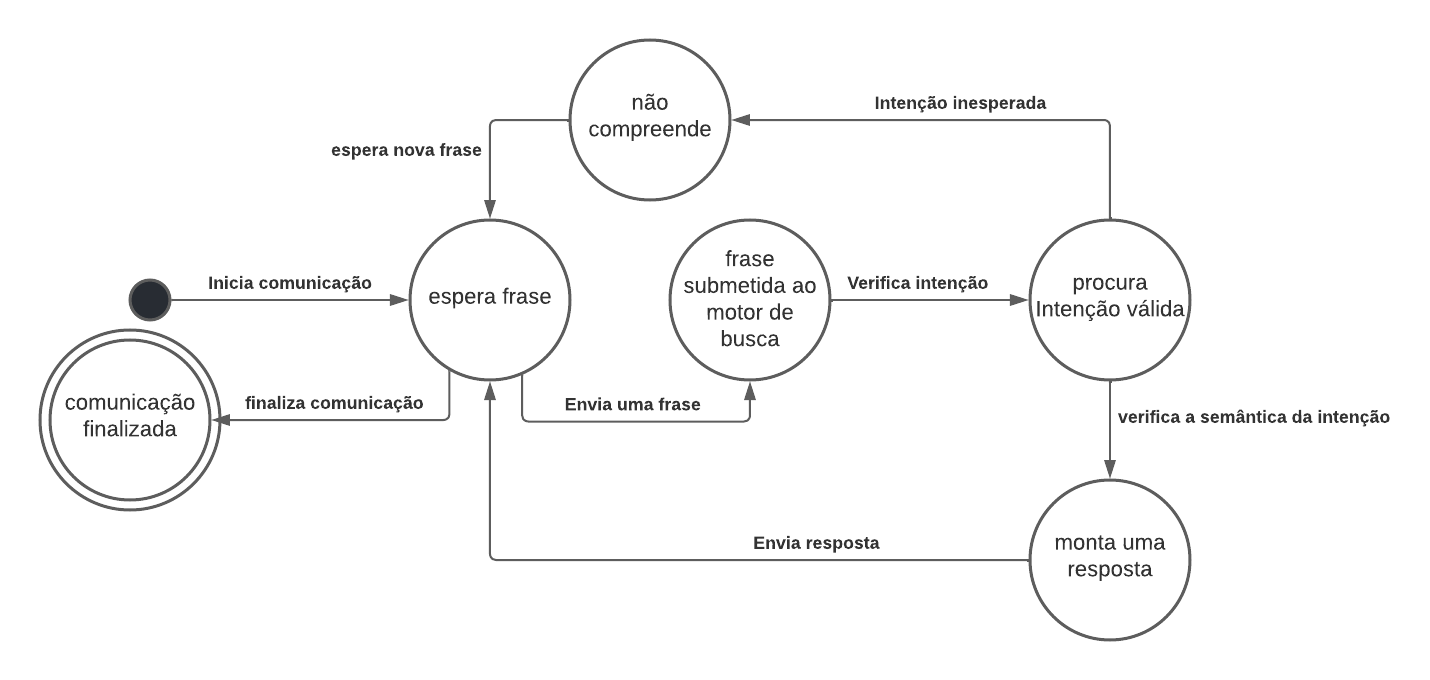 não
compreende
Intenção inesperada
espera nova frase
Inicia comunicação
espera frase
frase
submetida ao
motor de
busca
Verifica intenção
procura
Intenção válida
comunicação
finalizada
finaliza comunicação
Envia uma frase
verifica a semântica da intenção
Envia resposta
monta uma
resposta